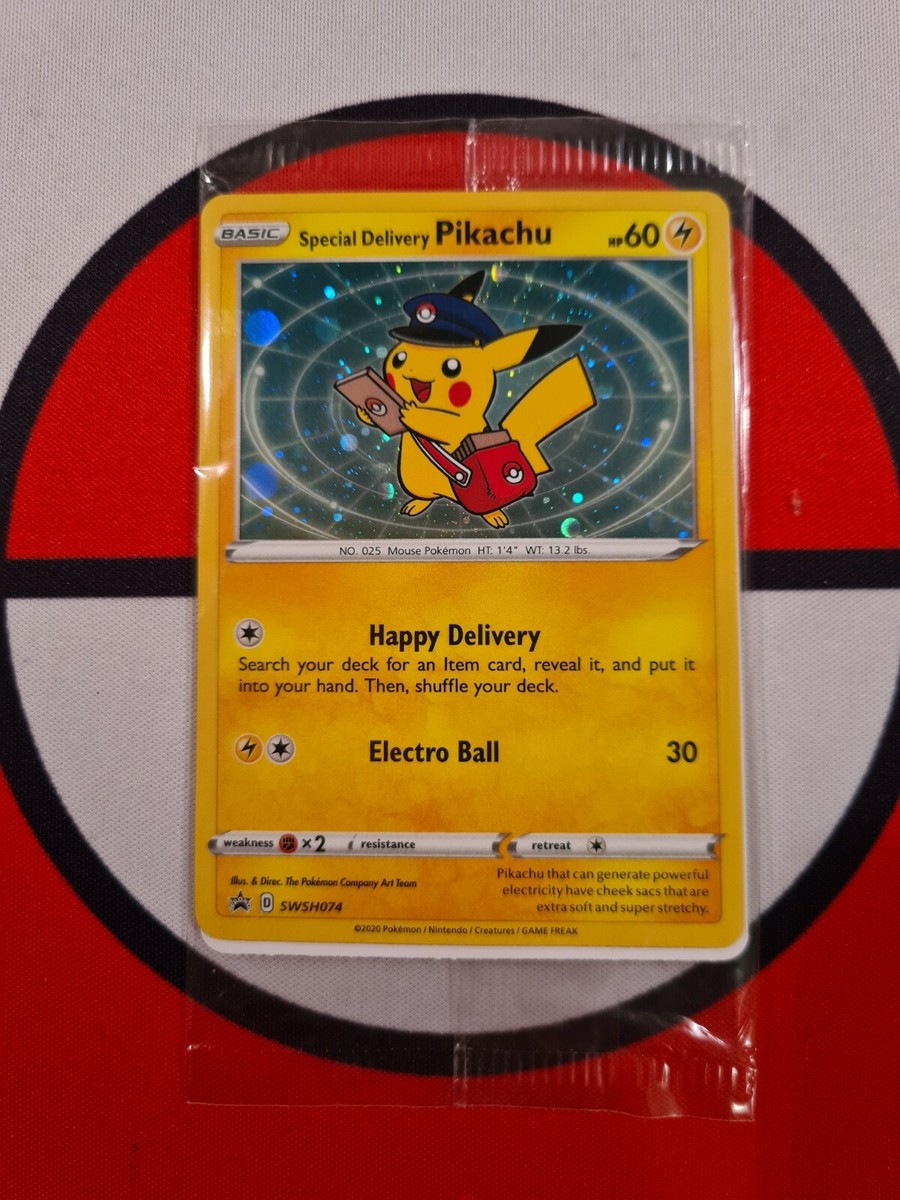 BASIC Special Delivery Pikachu HP 60
NO. 025 Mouse Pokémon HT: 1'4" WT: 13.2 lbs.
Happy Delivery
Search your deck for an Item card, reveal it, and put it
into your hand. Then, shuffle your deck.
Electro Ball 30
weakness ×2 resistance retreat
Illus. & Direc. The Pokémon Company Art Team
D SWSH074
Pikachu that can generate powerful
electricity have cheek sacs that are
extra soft and super stretchy.
©2020 Pokémon / Nintendo / Creatures / GAME FREAK